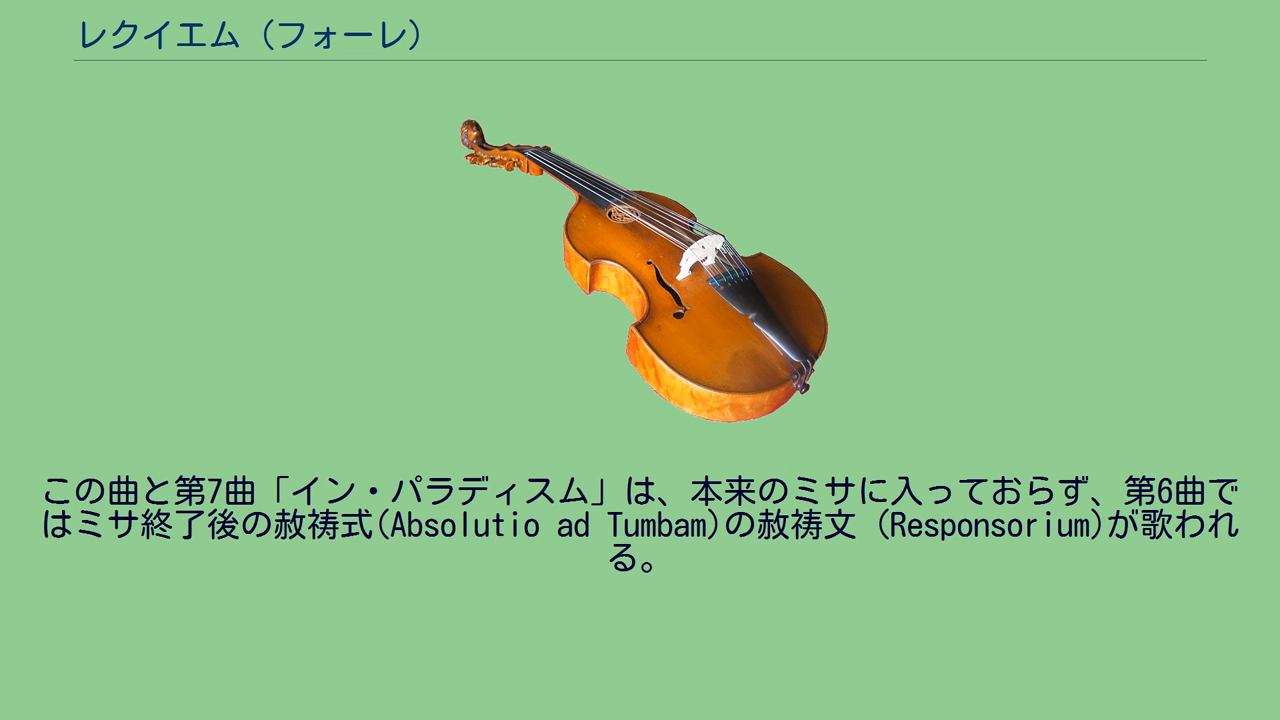 レクイエム（フォーレ）
この曲と第7曲「イン・パラディスム」は、本来のミサに入っておらず、第6曲で
はミサ終了後の赦祷式(Absolutio ad Tumbam)の赦祷文 (Responsorium)が歌われ
る。